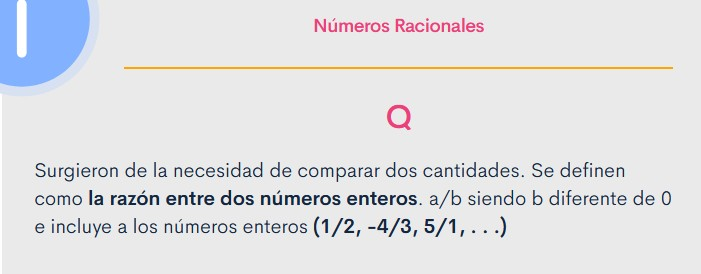 Números Racionales
Q
Surgieron de la necesidad de comparar dos cantidades. Se definen
como la razón entre dos números enteros. a/b siendo b diferente de 0
e incluye a los números enteros (1/2, -4/3, 5/1, . . .)